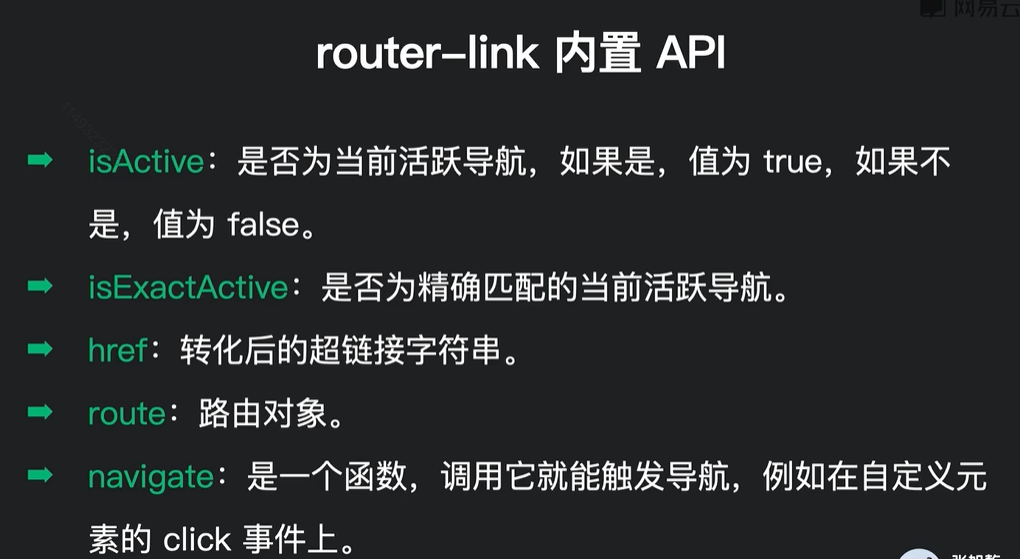 网易云
router-link 内置 API
➡ isActive：是否为当前活跃导航，如果是，值为 true，如果不
是，值为 false。
➡ isExactActive：是否为精确匹配的当前活跃导航。
➡ href：转化后的超链接字符串。
➡ route：路由对象。
➡ navigate：是一个函数，调用它就能触发导航，例如在自定义元
素的 click 事件上。